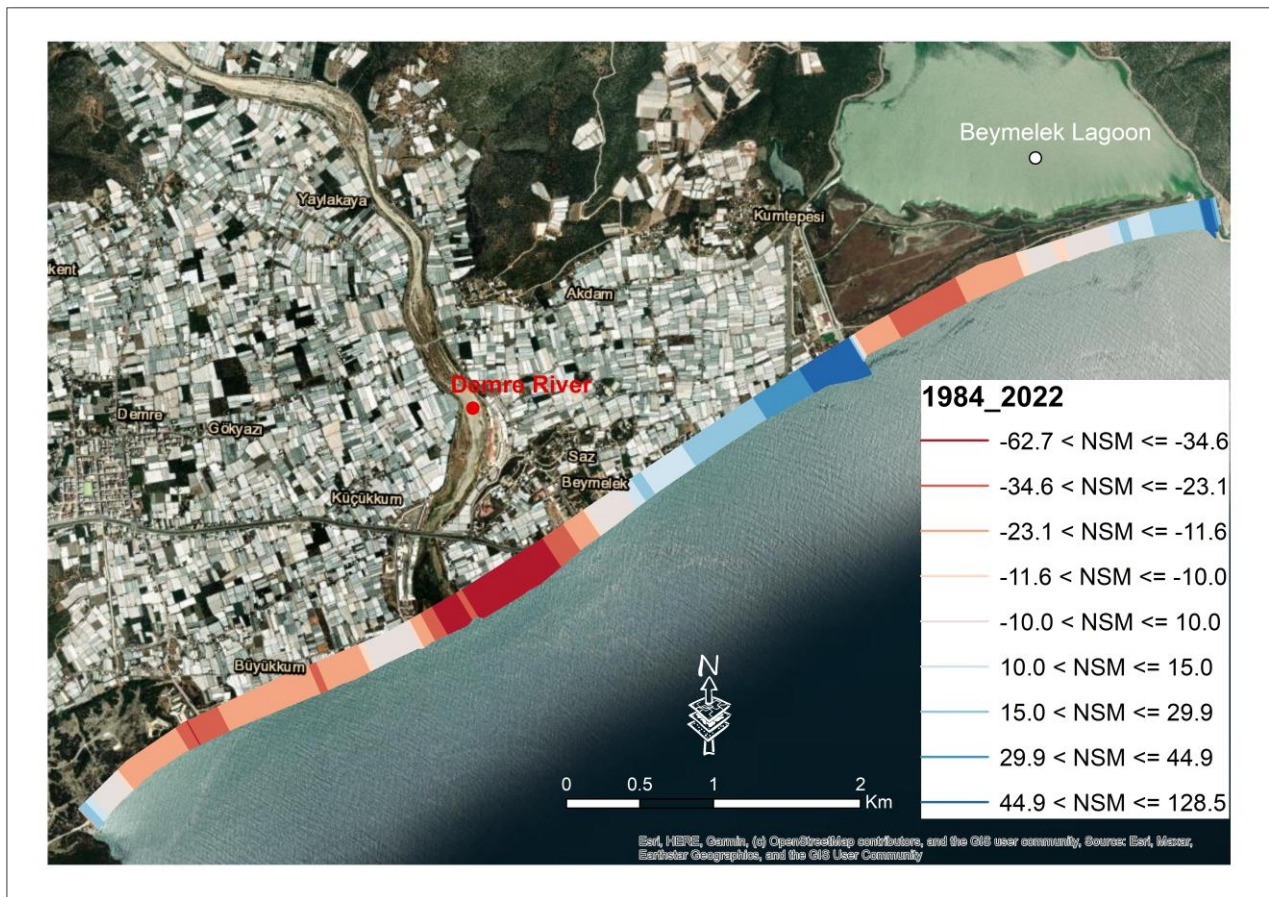 Beymelek Lagoon
Yaylakaya
Kumtepesi
kent
Akdam
Demre River
Demre
Gökyazı
Saz
Beymelek
Küçükkum
Büyükkum
1984_2022
-62.7 < NSM <= -34.6
-34.6 < NSM <= -23.1
-23.1 < NSM <= -11.6
-11.6 < NSM <= -10.0
-10.0 < NSM <= 10.0
10.0 < NSM <= 15.0
15.0 < NSM <= 29.9
29.9 < NSM <= 44.9
44.9 < NSM <= 128.5
N
0 0.5 1 2
Km
Esri, HERE, Garmin, (c) OpenStreetMap contributors, and the GIS user community, Source: Esri, Maxar,
Earthstar Geographics, and the GIS User Community